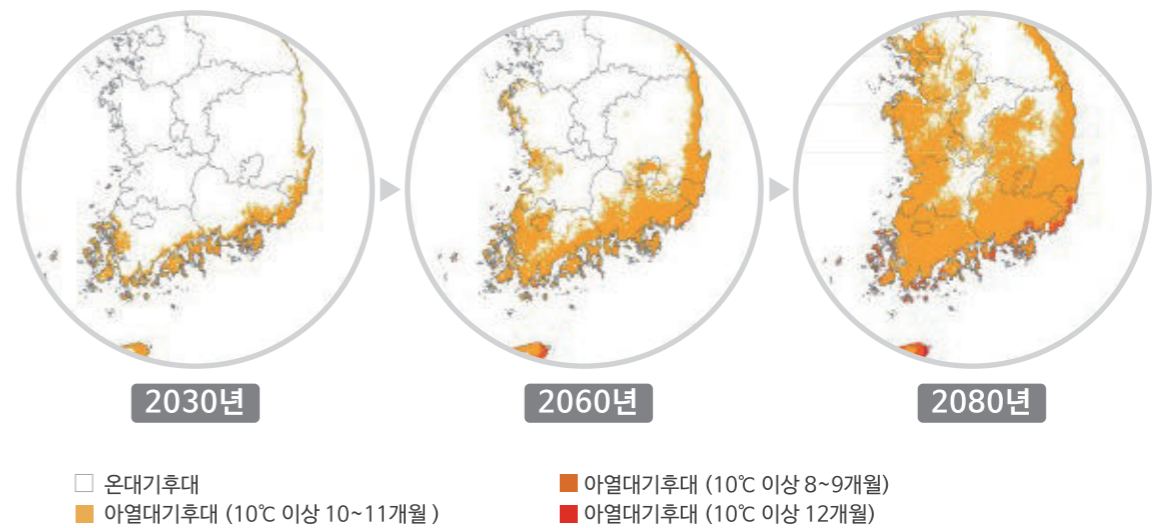 2030년
2060년
2080년
온대기후대
아열대기후대 (10℃ 이상 8~9개월)
아열대기후대 (10℃ 이상 10~11개월 )
아열대기후대 (10℃ 이상 12개월)